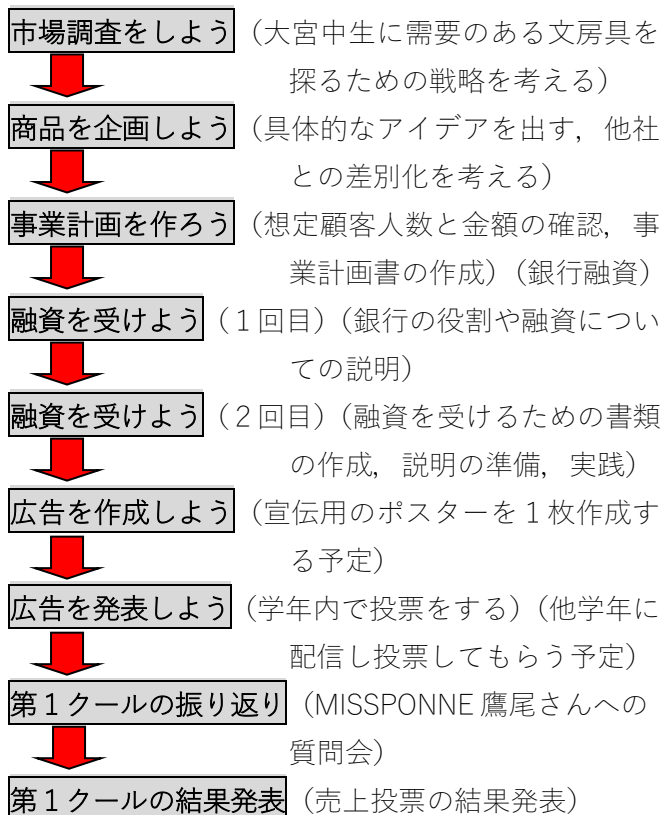 市場調査をしよう（大宮中生に需要のある文房具を
探るための戦略を考える）
商品を企画しよう（具体的なアイデアを出す，他社
との差別化を考える）
事業計画を作ろう（想定顧客人数と金額の確認，事
業計画書の作成）（銀行融資）
融資を受けよう（１回目）（銀行の役割や融資につい
ての説明）
融資を受けよう（２回目）（融資を受けるための書類
の作成，説明の準備，実践）
広告を作成しよう（宣伝用のポスターを１枚作成す
る予定）
広告を発表しよう（学年内で投票をする）（他学年に
配信し投票してもらう予定）
第１クールの振り返り（MISSPONNE 鷹尾さんへの
質問会）
第１クールの結果発表（売上投票の結果発表）